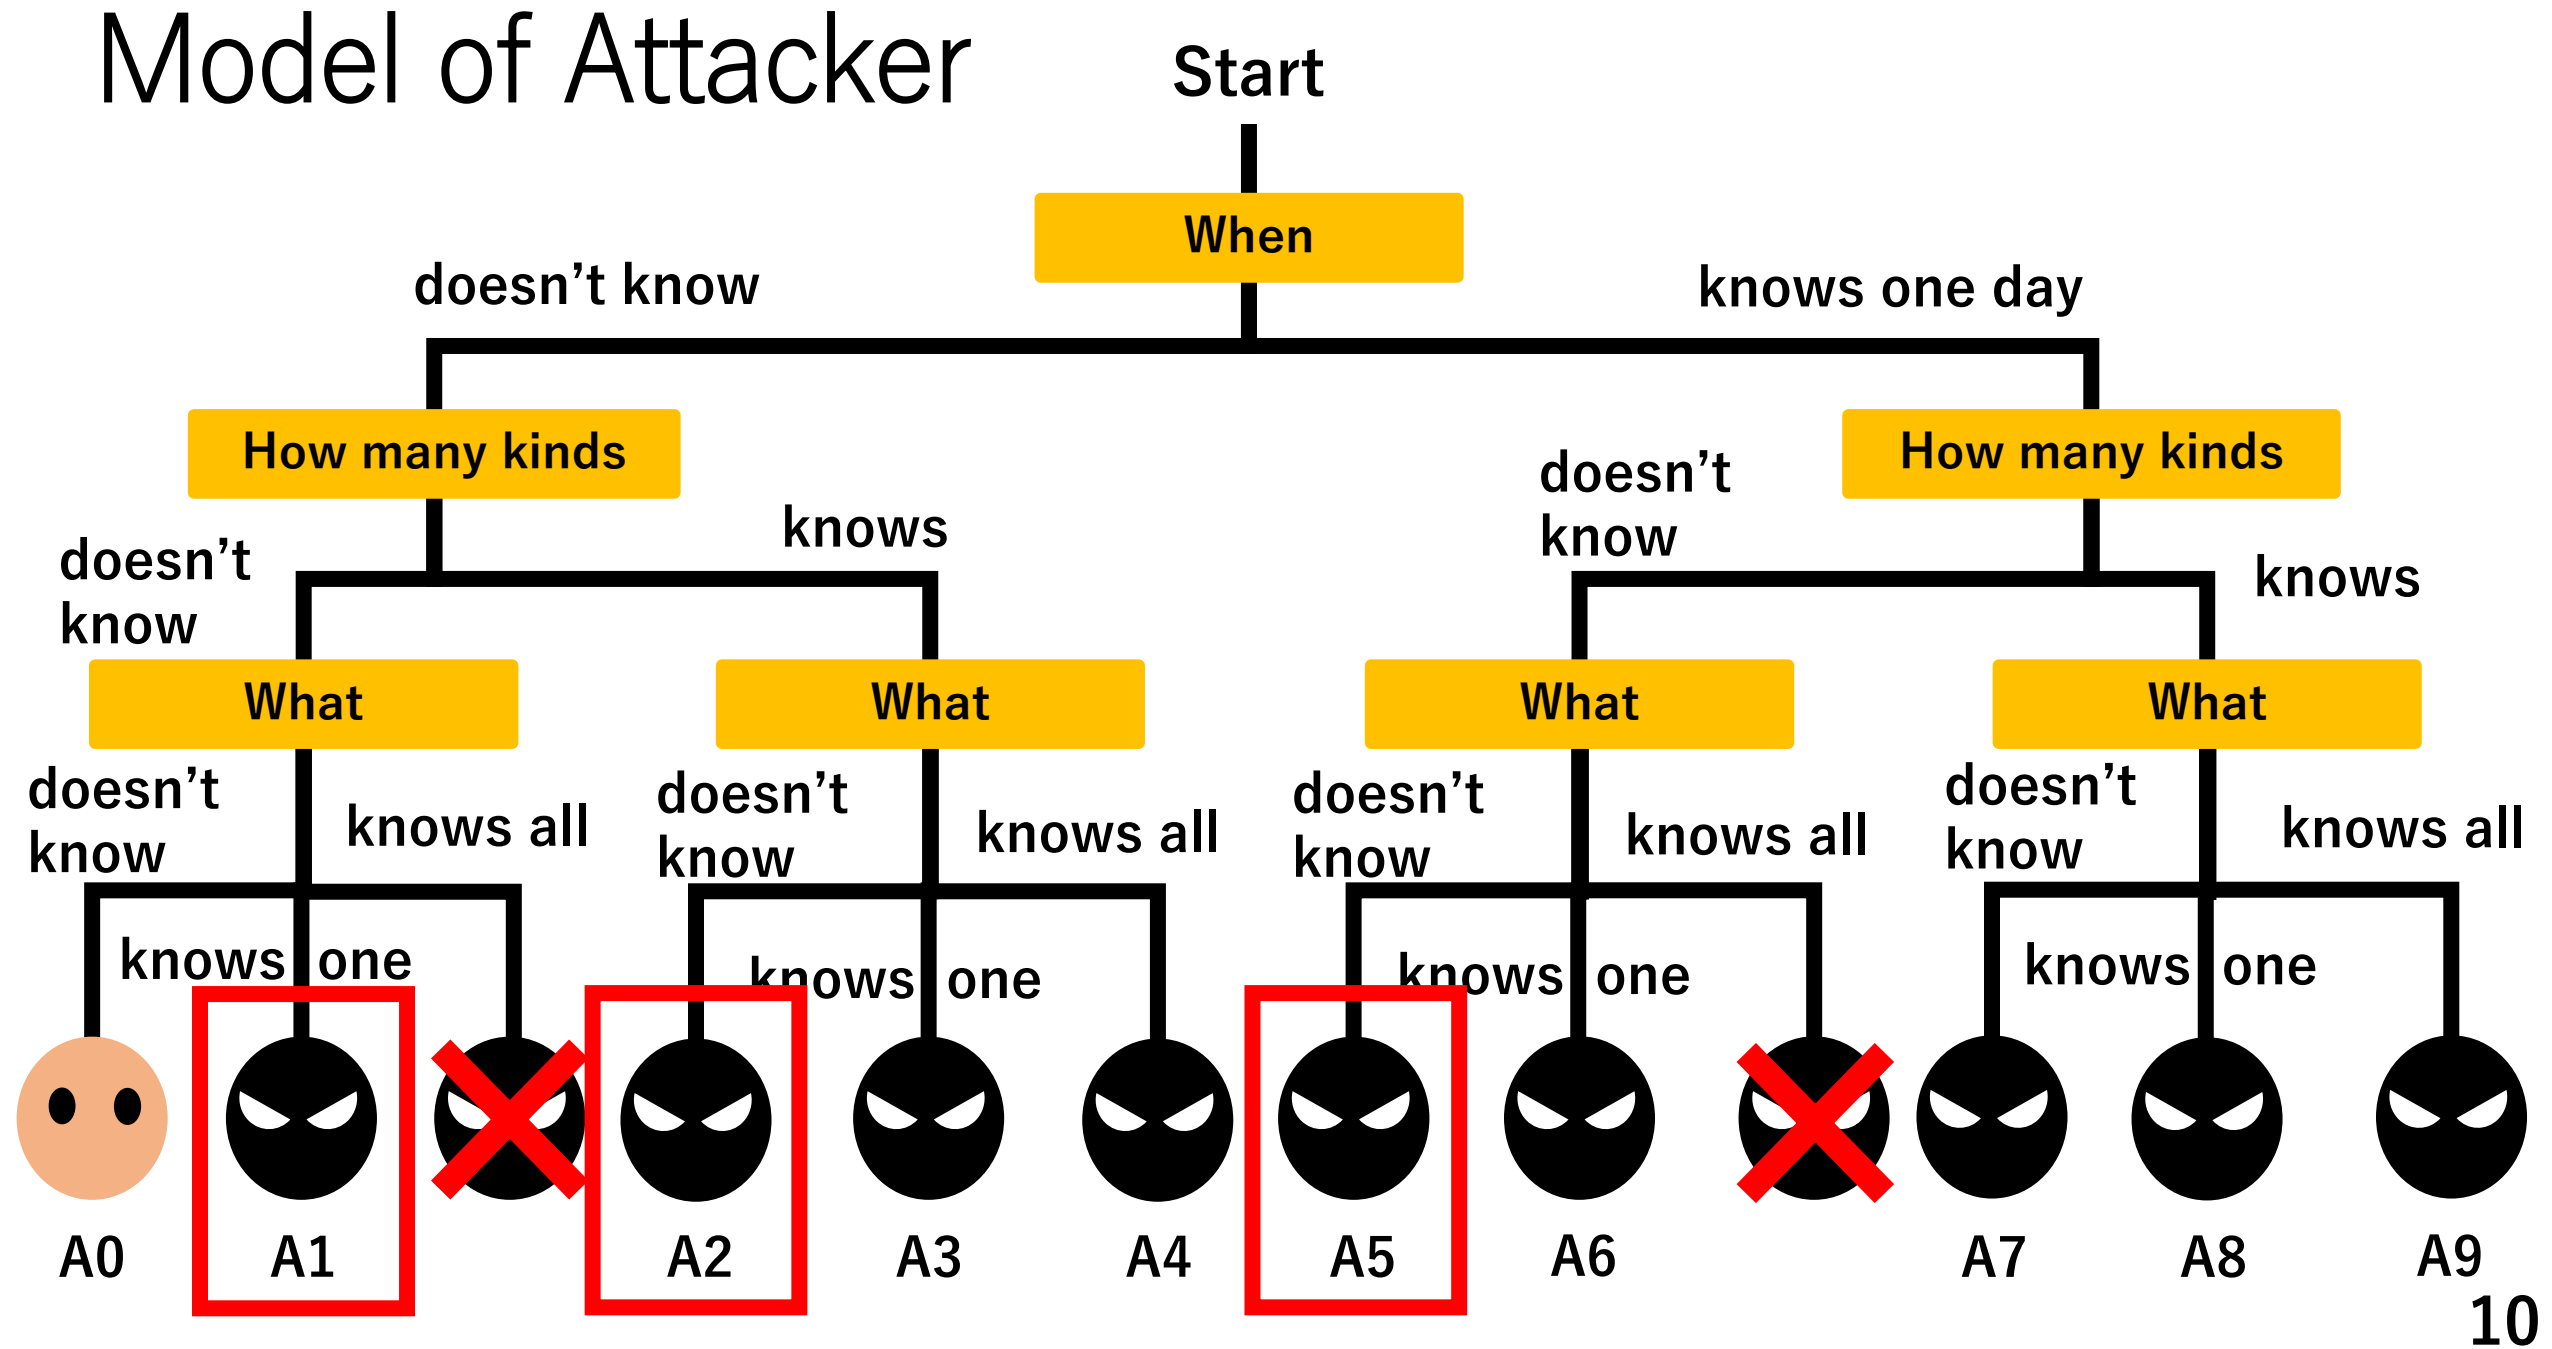 Model of Attacker
Start
When
doesn't know
knows one day
How many kinds
How many kinds
doesn't
know
knows
doesn't
know
knows
What
What
What
What
doesn't
know
knows all
doesn't
know
knows all
doesn't
know
knows all
doesn't
know
knows all
knows one
knows one
knows one
knows one
A0
A1
A2
A3
A4
A5
A6
A7
A8
A9
10